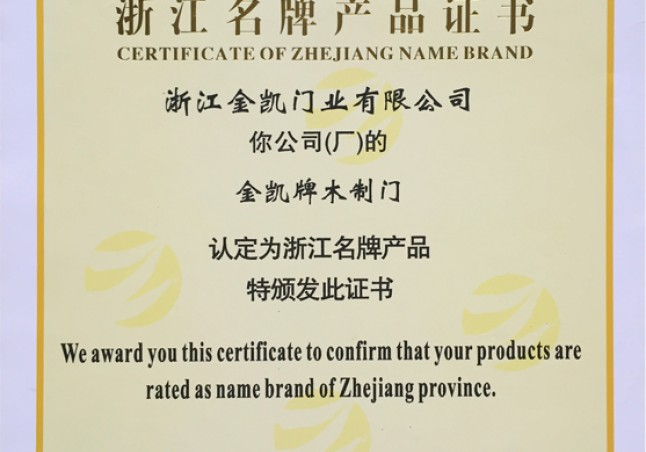 浙江名牌产品证书
CERTIFICATE OF ZHEJIANG NAME BRAND
浙江金凯门业有限公司
你公司(厂)的
金凯牌木制门
认定为浙江名牌产品
特颁发此证书
We award you this certificate to confirm that your products are
rated as name brand of Zhejiang province.